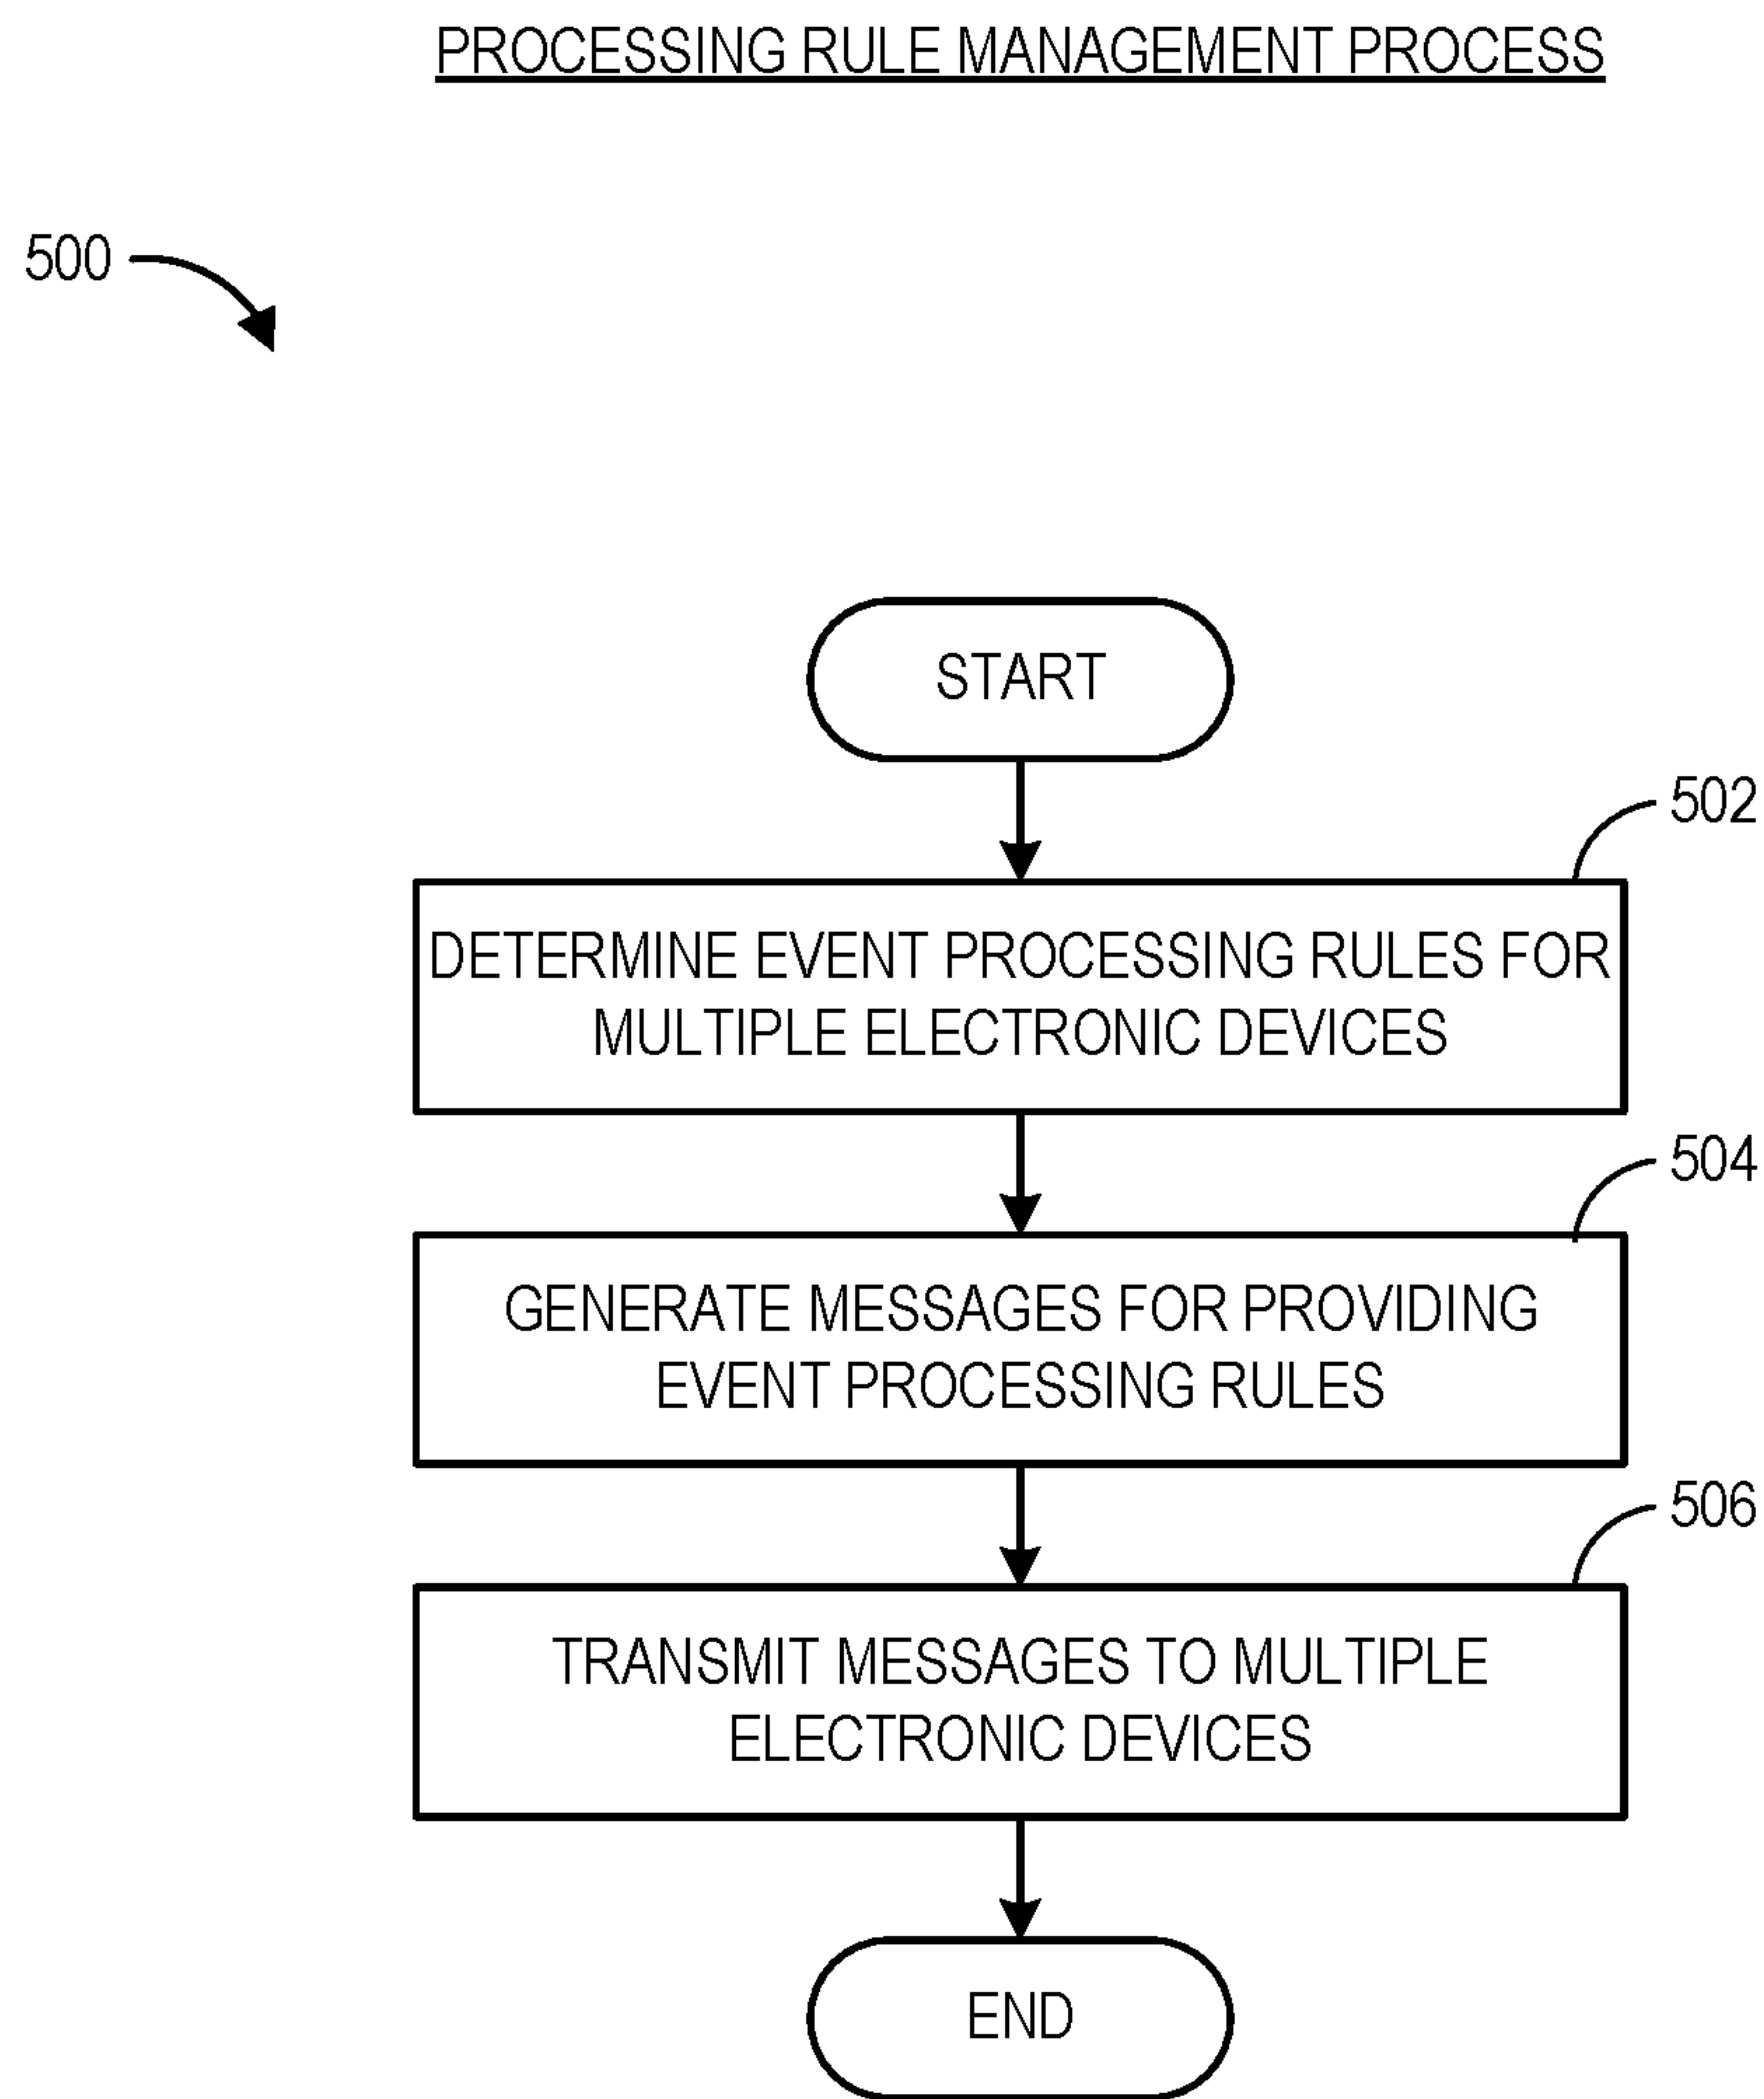 PROCESSING RULE MANAGEMENT PROCESS
500
START
502
DETERMINE EVENT PROCESSING RULES FOR
MULTIPLE ELECTRONIC DEVICES
504
GENERATE MESSAGES FOR PROVIDING
EVENT PROCESSING RULES
506
TRANSMIT MESSAGES TO MULTIPLE
ELECTRONIC DEVICES
END